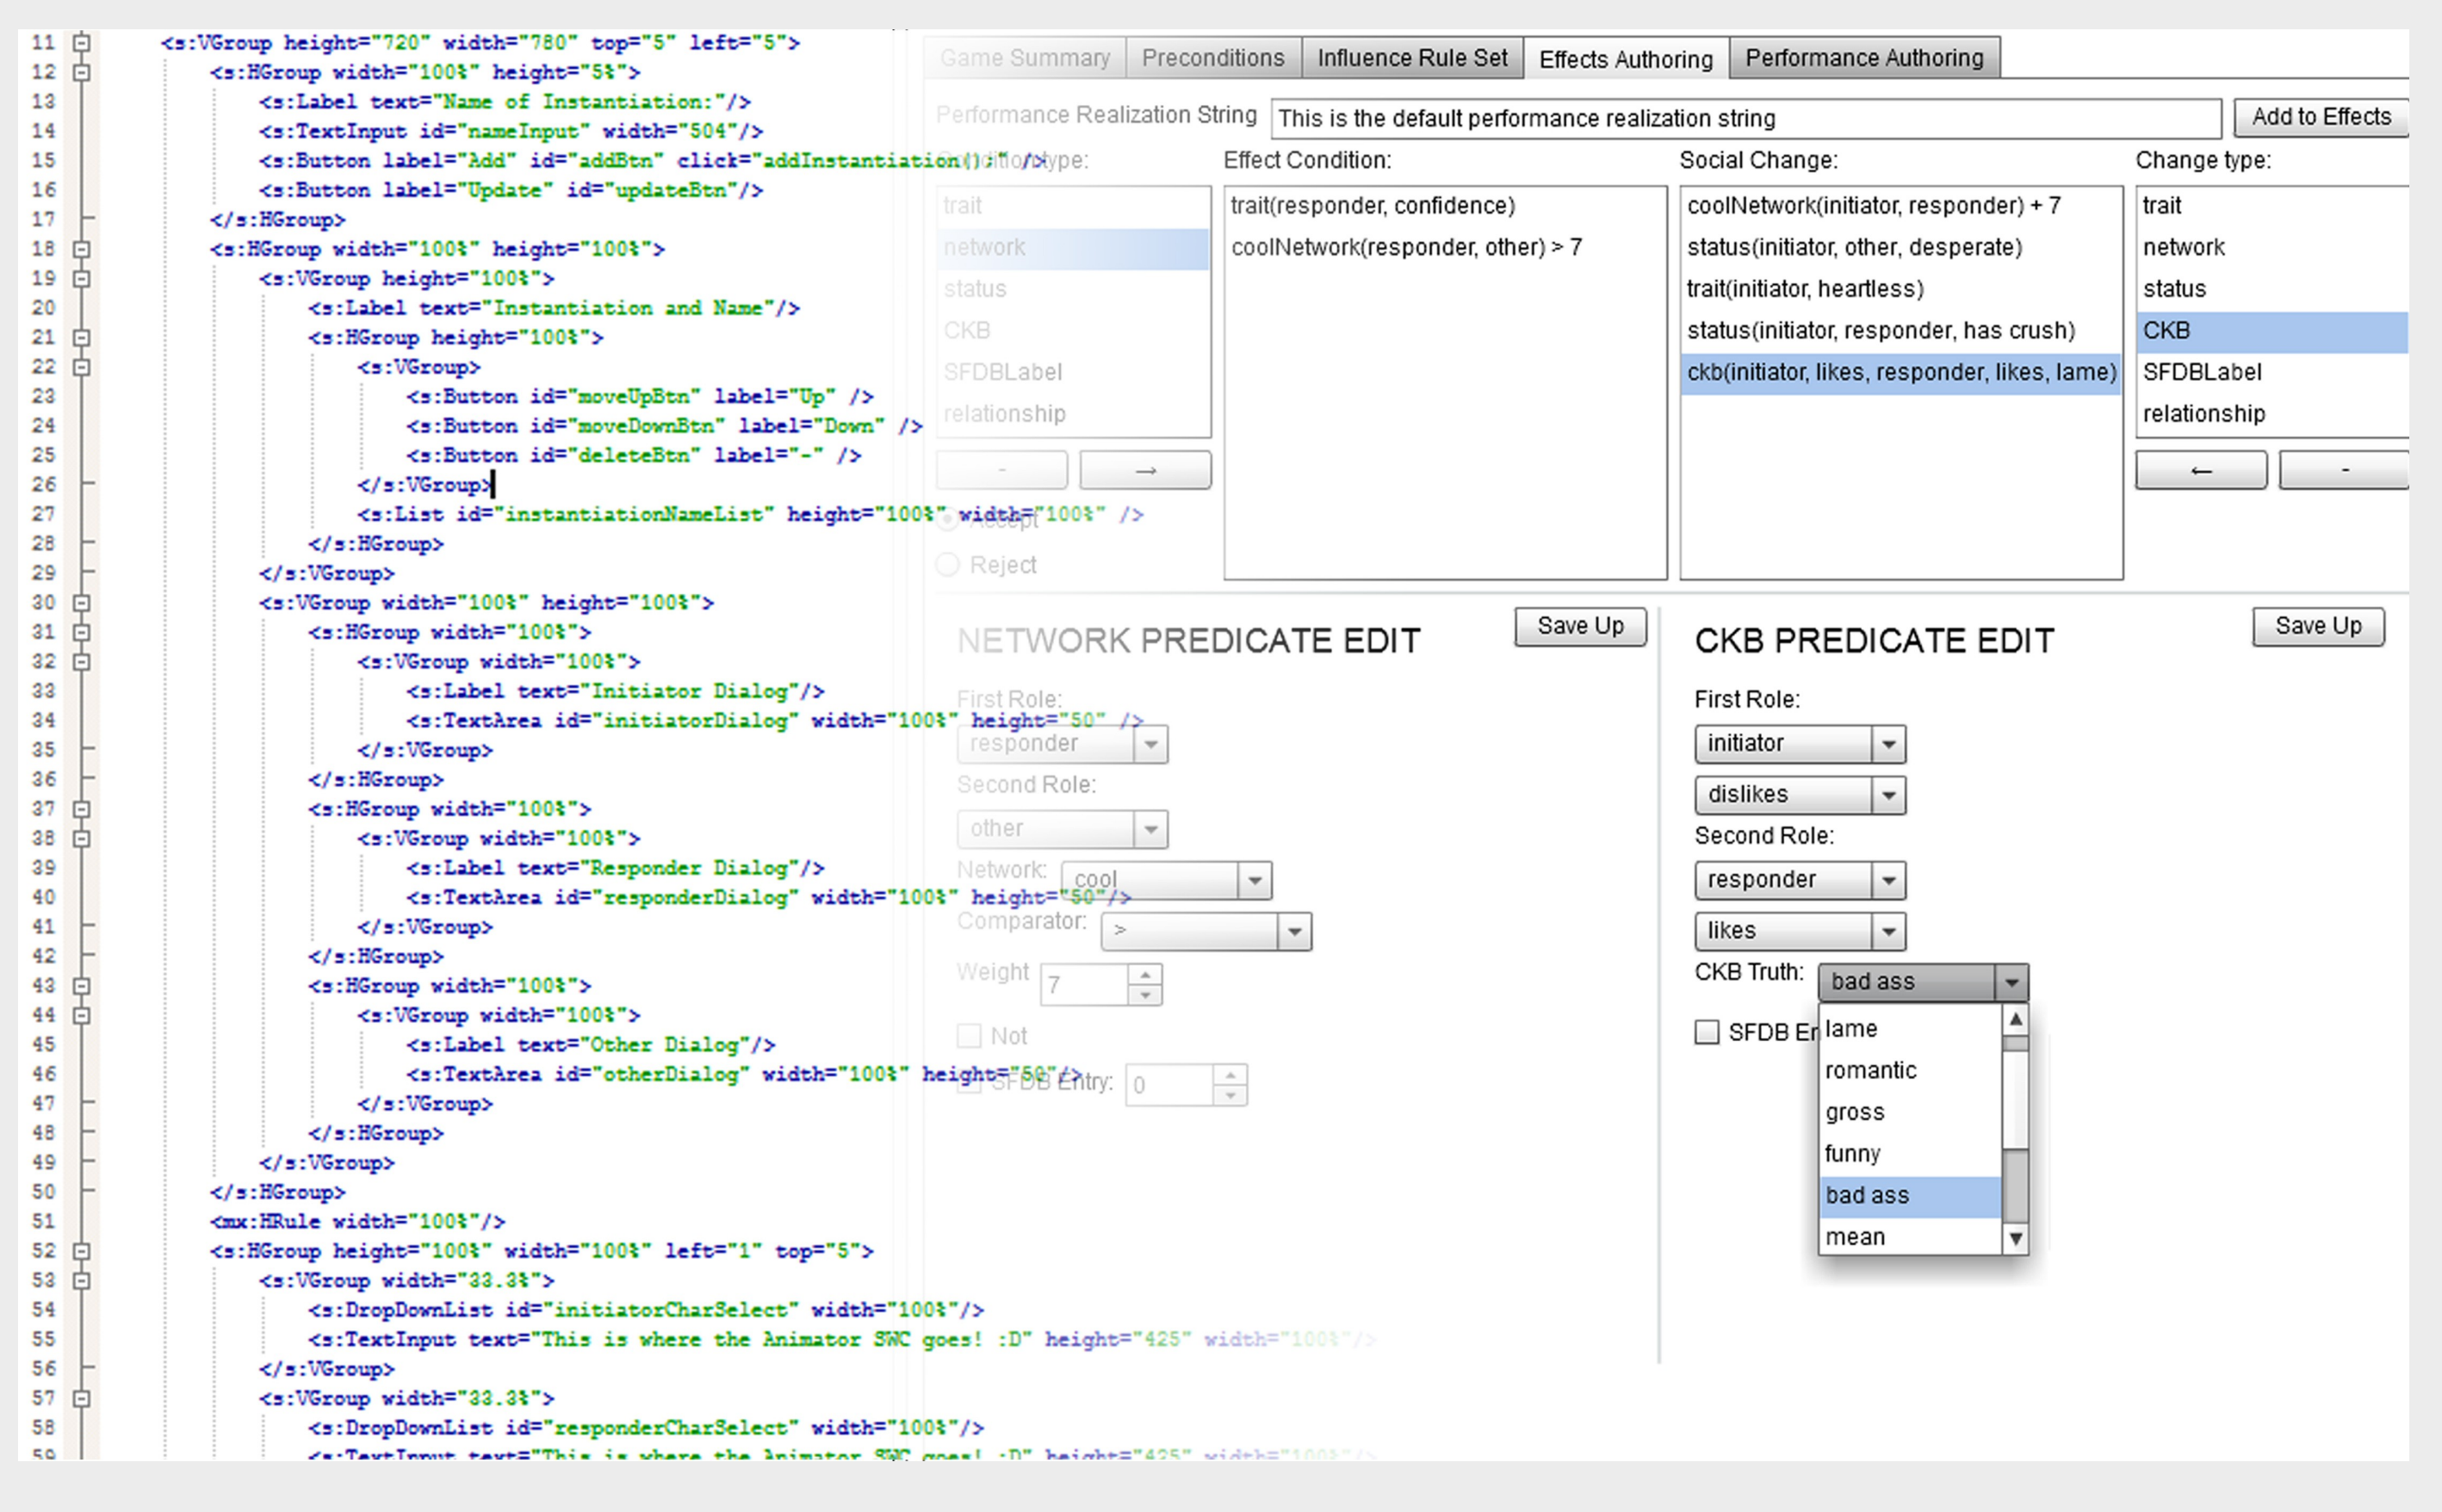 11 <s:VGroup height="720" width="780" top="5" left="5">
12 <s:HGroup width="100%" height="5%">
13 <s:Label text="Name of Instantiation:"/>
14 <s:TextInput id="nameInput" width="504"/>
15 <s:Button label="Add" id="addBtn" click="addInstantiation();" />
16 <s:Button label="Update" id="updateBtn"/>
17 </s:HGroup>
18 <s:HGroup width="100%" height="100%">
19 <s:VGroup height="100%">
20 <s:Label text="Instantiation and Name"/>
21 <s:HGroup height="100%">
22 <s:VGroup>
23 <s:Button id="moveUpBtn" label="Up" />
24 <s:Button id="moveDownBtn" label="Down" />
25 <s:Button id="deleteBtn" label="-" />
26 </s:VGroup>
27 <s:List id="instantiationNameList" height="100%" width="100%" />
28 </s:HGroup>
29 </s:VGroup>
30 <s:VGroup width="100%" height="100%">
31 <s:HGroup width="100%">
32 <s:VGroup width="100%">
33 <s:Label text="Initiator Dialog"/>
34 <s:TextArea id="initiatorDialog" width="100%" height="50" />
35 </s:VGroup>
36 </s:HGroup>
37 <s:HGroup width="100%">
38 <s:VGroup width="100%">
39 <s:Label text="Responder Dialog"/>
40 <s:TextArea id="responderDialog" width="100%" height="50"/>
41 </s:VGroup>
42 </s:HGroup>
43 <s:HGroup width="100%">
44 <s:VGroup width="100%">
45 <s:Label text="Other Dialog"/>
46 <s:TextArea id="otherDialog" width="100%" height="50"/>
47 </s:VGroup>
48 </s:HGroup>
49 </s:VGroup>
50 </s:HGroup>
51 <mx:HRule width="100%"/>
52 <s:HGroup height="100%" width="100%" left="1" top="5">
53 <s:VGroup width="33.3%">
54 <s:DropDownList id="initiatorCharSelect" width="100%"/>
55 <s:TextInput text="This is where the Animator SWC goes! :D" height="425" width="100%"/>
56 </s:VGroup>
57 <s:VGroup width="33.3%">
58 <s:DropDownList id="responderCharSelect" width="100%"/>
59 <s:TextInput text="This is where the Animator SWC goes! :D" height="425" width="100%"/>
Game Summary Preconditions Influence Rule Set Effects Authoring Performance Authoring
Performance Realization String This is the default performance realization string Add to Effects
Condition type:
trait
network
status
CKB
SFDBLabel
relationship
- →
Accept
Reject
Effect Condition:
trait(responder, confidence)
coolNetwork(responder, other) > 7
Social Change:
coolNetwork(initiator, responder) + 7
status(initiator, other, desperate)
trait(initiator, heartless)
status(initiator, responder, has crush)
ckb(initiator, likes, responder, likes, lame)
Change type:
trait
network
status
CKB
SFDBLabel
relationship
← -
NETWORK PREDICATE EDIT Save Up
First Role:
responder
Second Role:
other
Network: cool
Comparator: >
Weight 7
Not
SFDB Entry: 0
CKB PREDICATE EDIT Save Up
First Role:
initiator
dislikes
Second Role:
responder
likes
CKB Truth: bad ass
SFDB
lame
romantic
gross
funny
bad ass
mean